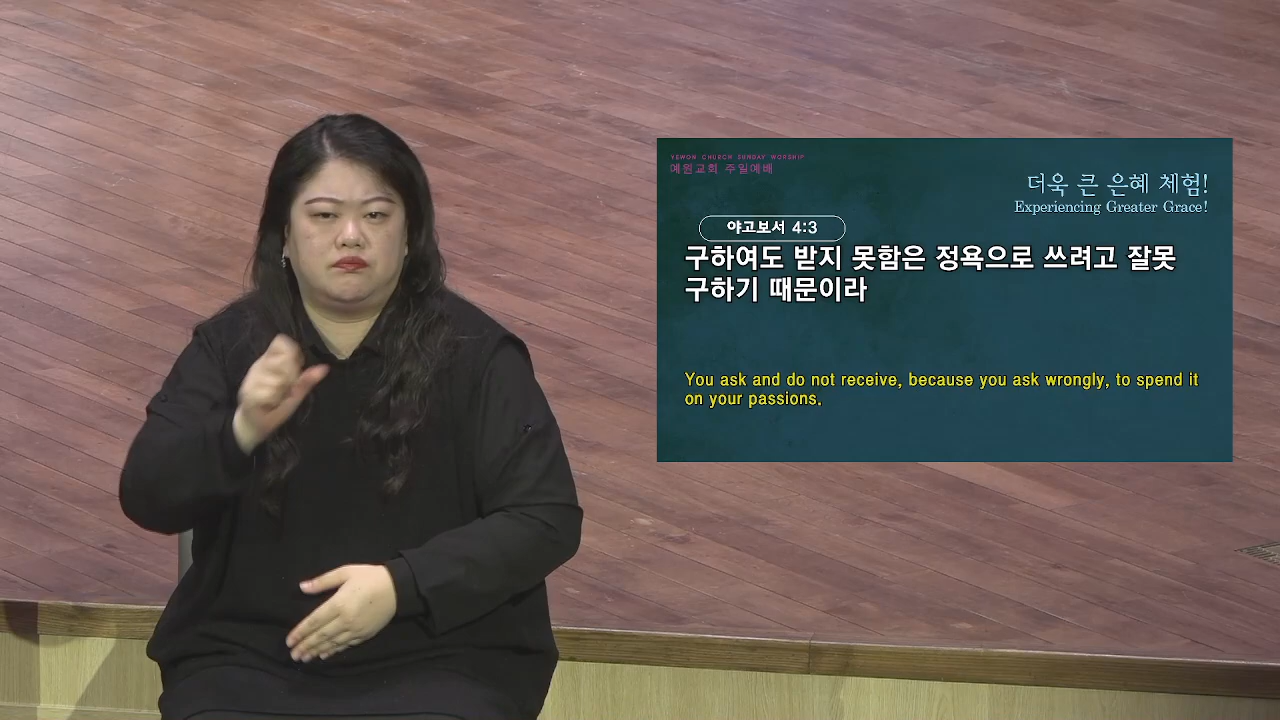 YEWON CHURCH SUNDAY WORSHIP
예원교회 주일예배
더욱 큰 은혜 체험!
Experiencing Greater Grace!
야고보서 4:3
구하여도 받지 못함은 정욕으로 쓰려고 잘못
구하기 때문이라
You ask and do not receive, because you ask wrongly, to spend it
on your passions.